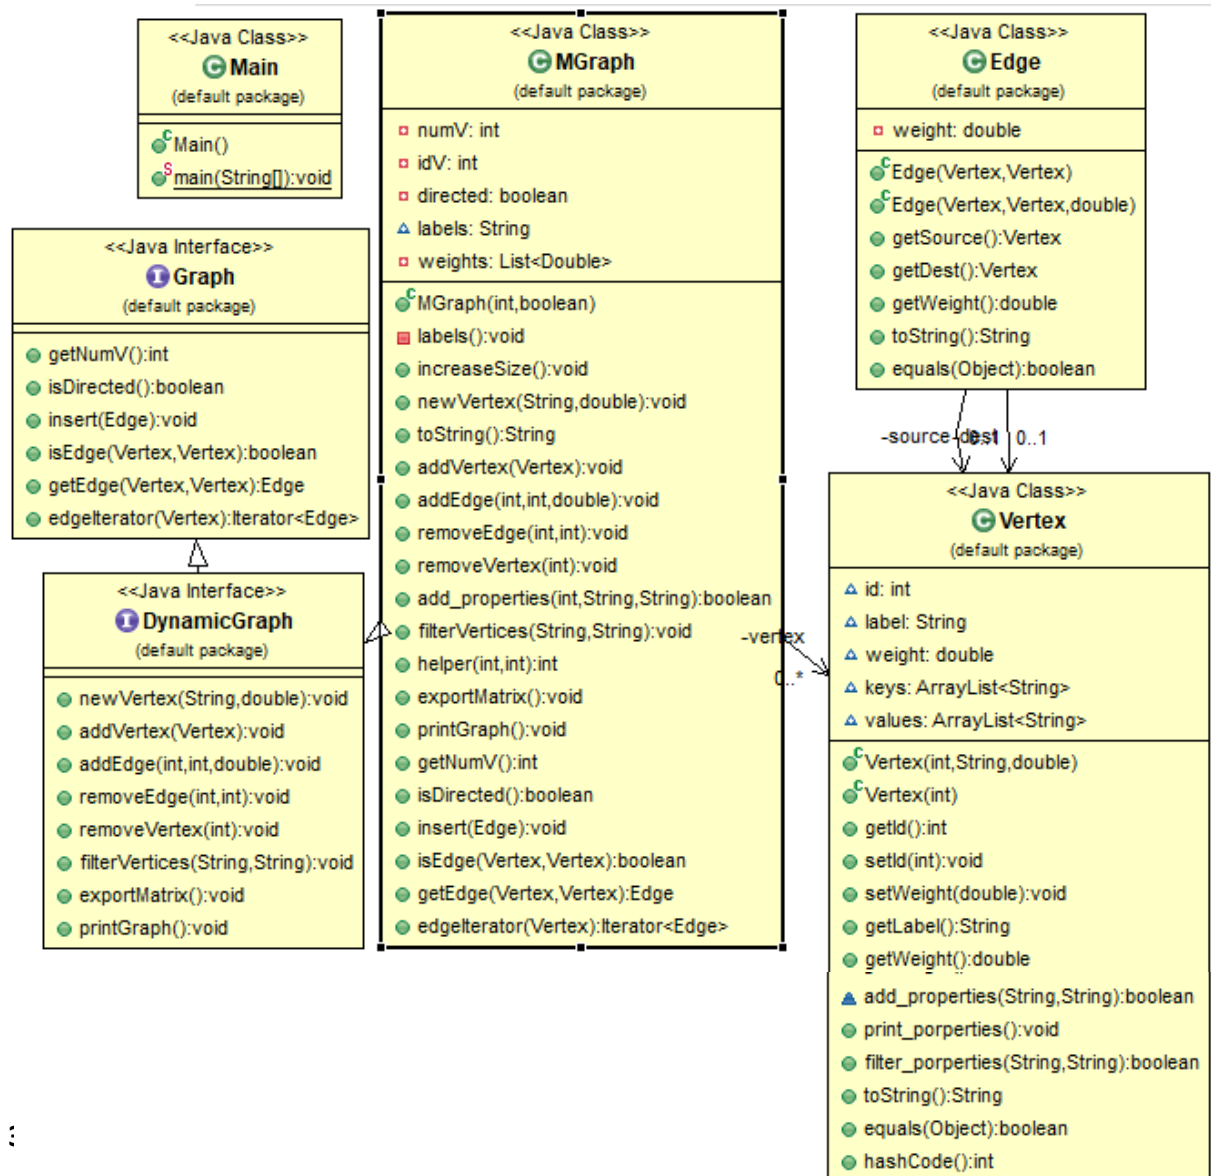 <<Java Class>>
Main
(default package)
Main()
main(String[]):void
<<Java Interface>>
Graph
(default package)
getNumV():int
isDirected():boolean
insert(Edge):void
isEdge(Vertex,Vertex):boolean
getEdge(Vertex,Vertex):Edge
edgeIterator(Vertex):Iterator<Edge>
<<Java Interface>>
DynamicGraph
(default package)
newVertex(String,double):void
addVertex(Vertex):void
addEdge(int,int,double):void
removeEdge(int,int):void
removeVertex(int):void
filterVertices(String,String):void
exportMatrix():void
printGraph():void
<<Java Class>>
MGraph
(default package)
numV: int
idV: int
directed: boolean
labels: String
weights: List<Double>
MGraph(int,boolean)
labels():void
increaseSize():void
newVertex(String,double):void
toString():String
addVertex(Vertex):void
addEdge(int,int,double):void
removeEdge(int,int):void
removeVertex(int):void
add_properties(int,String,String):boolean
filterVertices(String,String):void
helper(int,int):int
exportMatrix():void
printGraph():void
getNumV():int
isDirected():boolean
insert(Edge):void
isEdge(Vertex,Vertex):boolean
getEdge(Vertex,Vertex):Edge
edgeIterator(Vertex):Iterator<Edge>
-vertex
0..*
<<Java Class>>
Edge
(default package)
weight: double
Edge(Vertex,Vertex)
Edge(Vertex,Vertex,double)
getSource():Vertex
getDest():Vertex
getWeight():double
toString():String
equals(Object):boolean
-source -dest 0..1 0..1
<<Java Class>>
Vertex
(default package)
id: int
label: String
weight: double
keys: ArrayList<String>
values: ArrayList<String>
Vertex(int,String,double)
Vertex(int)
getId():int
setId(int):void
setWeight(double):void
getLabel():String
getWeight():double
add_properties(String,String):boolean
print_porperties():void
filter_porperties(String,String):boolean
toString():String
equals(Object):boolean
hashCode():int